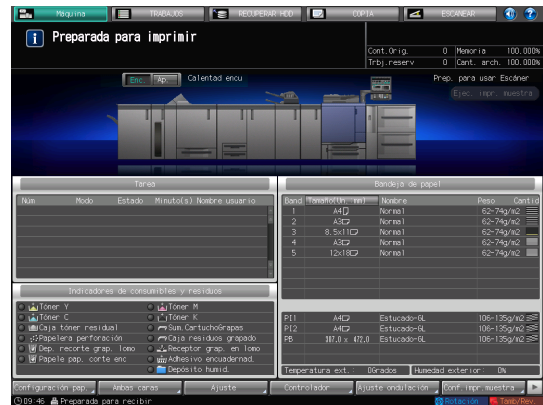 Máquina TRABAJOS RECUPERAR HDD COPIA ESCANEAR
Preparada para imprimir
Cont.Orig. 0 Memoria 100.000%
Trbj.reserv 0 Cant. arch. 100.000%
Enc. Ap. Calentad encu
Prep. para usar Escáner
Ejec. impr. muestra
Tarea
Núm Modo Estado Minuto(s) Nombre usuario
Bandeja de papel
Band Tamaño(Un. mm) Nombre Peso Cantid
1 A4 Normal 62-74g/m2
2 A3 Normal 62-74g/m2
3 8.5x11 Normal 62-74g/m2
4 A3 Normal 62-74g/m2
5 12x18 Normal 62-74g/m2
PI1 A4 Estucado-GL 106-135g/m2
PI2 A4 Estucado-GL 106-135g/m2
PB x 472,0 Estucado-GL 106-135g/m2
Temperatura ext.: 0Grados Humedad exterior: 0%
Indicadores de consumibles y residuos
Tóner Y Tóner M
Tóner C Tóner K
Caja tóner residual Sum.CartuchoGrapas
Papelera perforación Caja residuos grapado
Dep. recorte grap. lomo Receptor grap. en lomo
Papele pap. corte enc Adhesivo encuadernad.
Depósito humid.
Configuración pap. Ambas caras Ajuste Controlador Ajuste ondulación Conf.impr.muestra
09:46 Preparada para recibir Rotación Tamb/Rev.